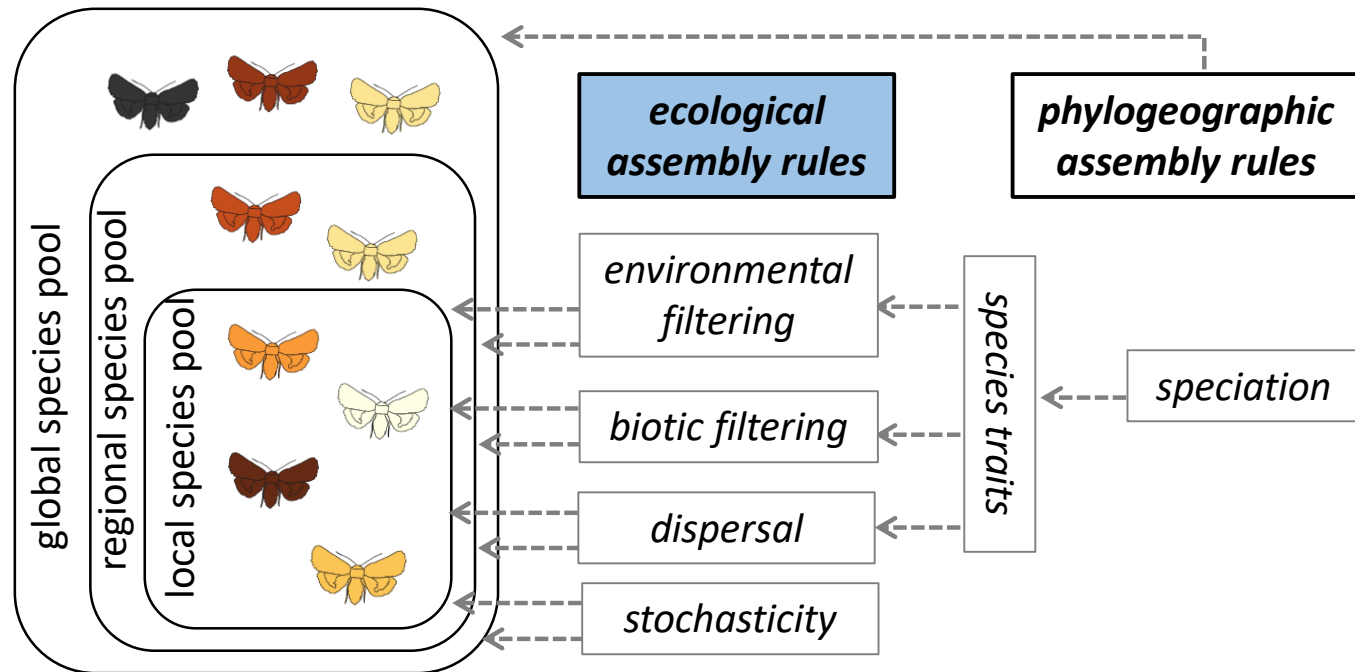 global species pool
regional species pool
local species pool
ecological
assembly rules
phylogeographic
assembly rules
environmental
filtering
biotic filtering
dispersal
stochasticity
species traits
speciation